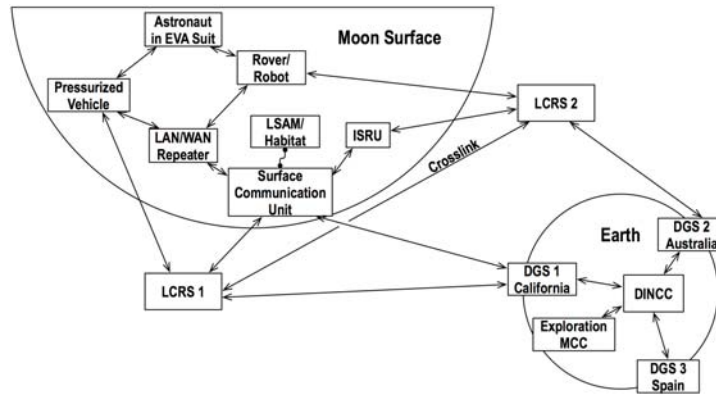 Astronaut
in EVA Suit
Moon Surface
Rover/
Robot
Pressurized
Vehicle
LCRS 2
LSAM/
Habitat
ISRU
LAN/WAN
Repeater
Crosslink
Surface
Communication
Unit
DGS 2
Australia
Earth
DGS 1
California
LCRS 1
DINCC
Exploration
MCC
DGS 3
Spain